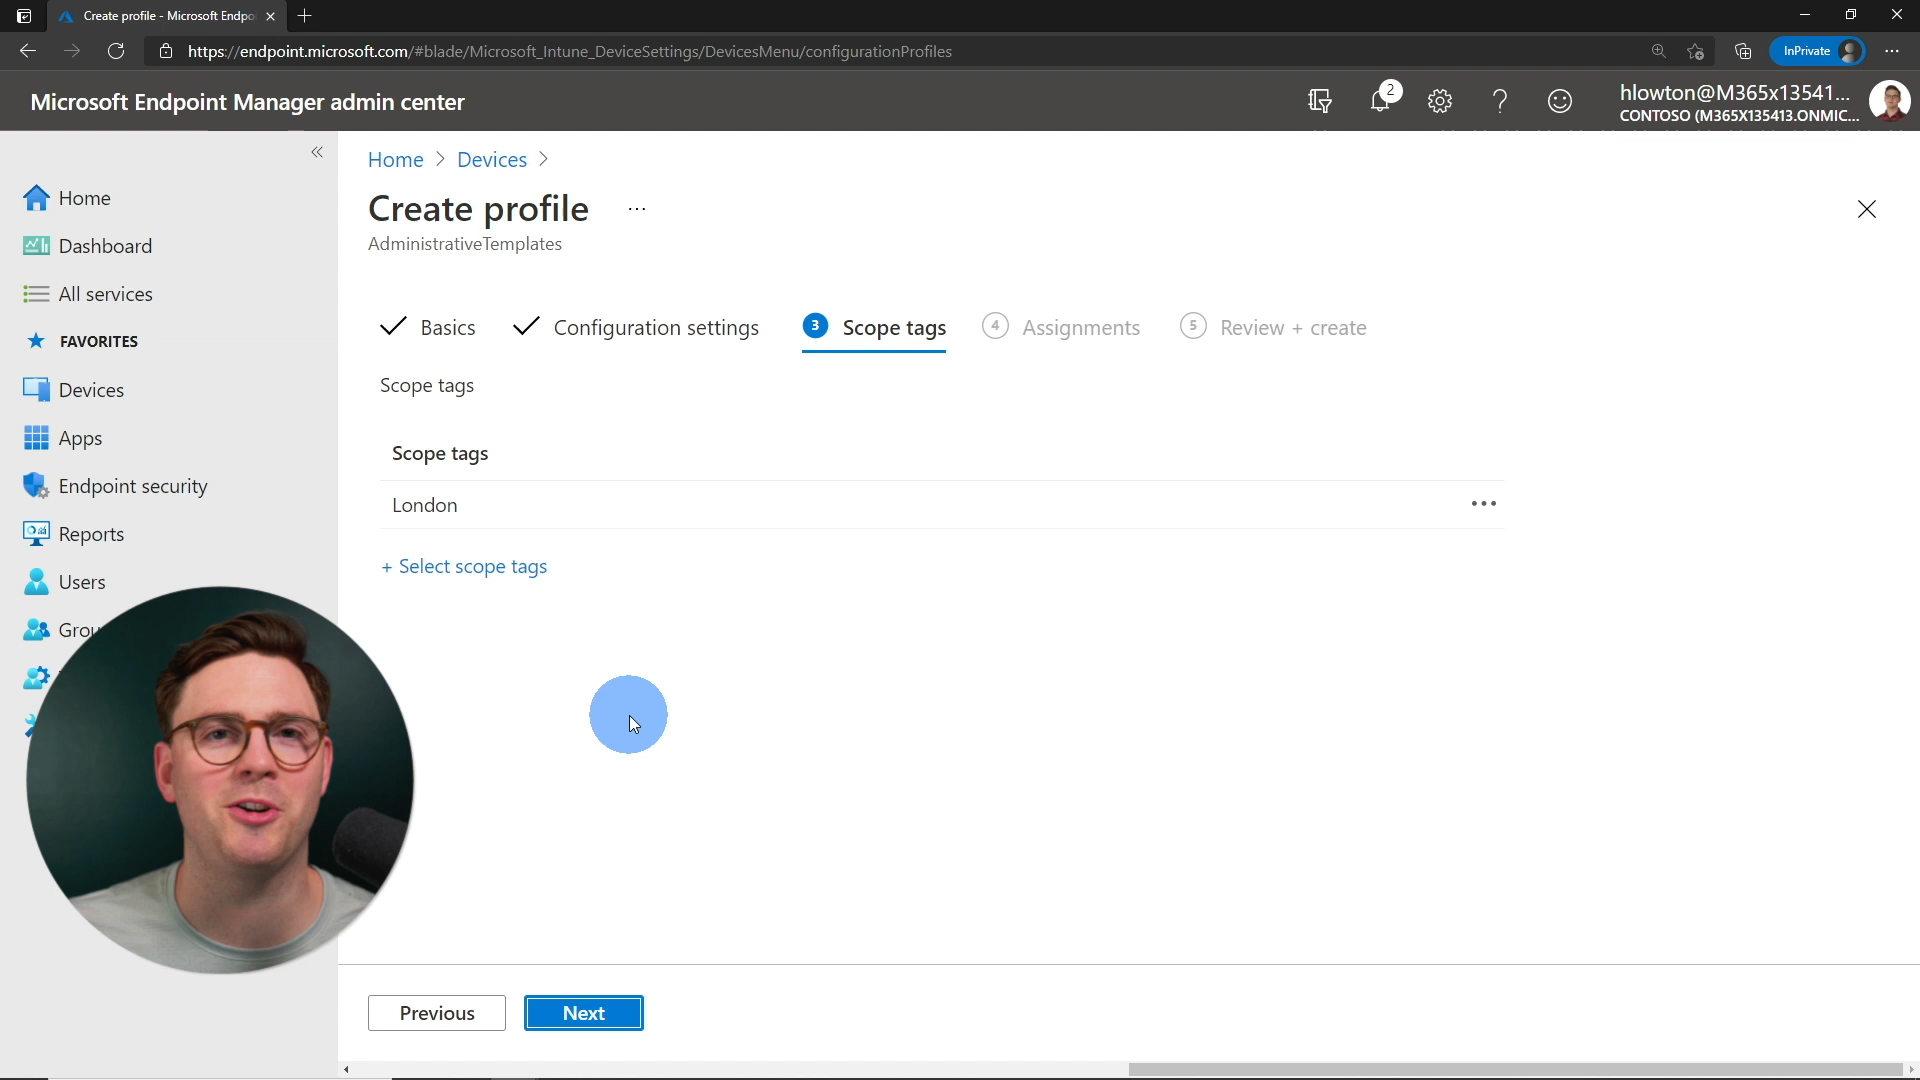 Create profile - Microsoft Endpo
https://endpoint.microsoft.com/#blade/Microsoft_Intune_DeviceSettings/DevicesMenu/configurationProfiles
InPrivate
Microsoft Endpoint Manager admin center
2
hlowton@M365x13541...
CONTOSO (M365X135413.ONMIC...
Home > Devices >
Create profile ...
AdministrativeTemplates
Home
Dashboard
All services
FAVORITES
Devices
Apps
Endpoint security
Reports
Users
Grou
Basics
Configuration settings
3 Scope tags
4 Assignments
5 Review + create
Scope tags
Scope tags
London
+ Select scope tags
Previous
Next